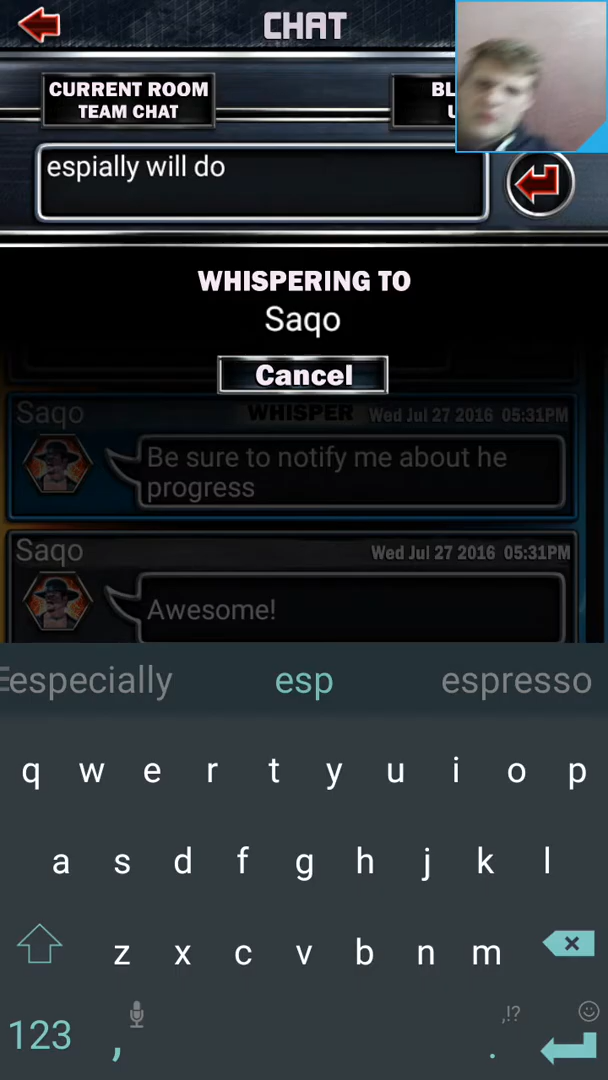 CHAT
CURRENT ROOM
TEAM CHAT
BL
U
espially will do
WHISPERING TO
Saqo
Cancel
Saqo WHISPER Wed Jul 27 2016 05:31PM
Be sure to notify me about he
progress
Saqo Wed Jul 27 2016 05:31PM
Awesome!
especially esp espresso
q w e r t y u i o p
a s d f g h j k l
z x c v b n m
,!?
123 , .